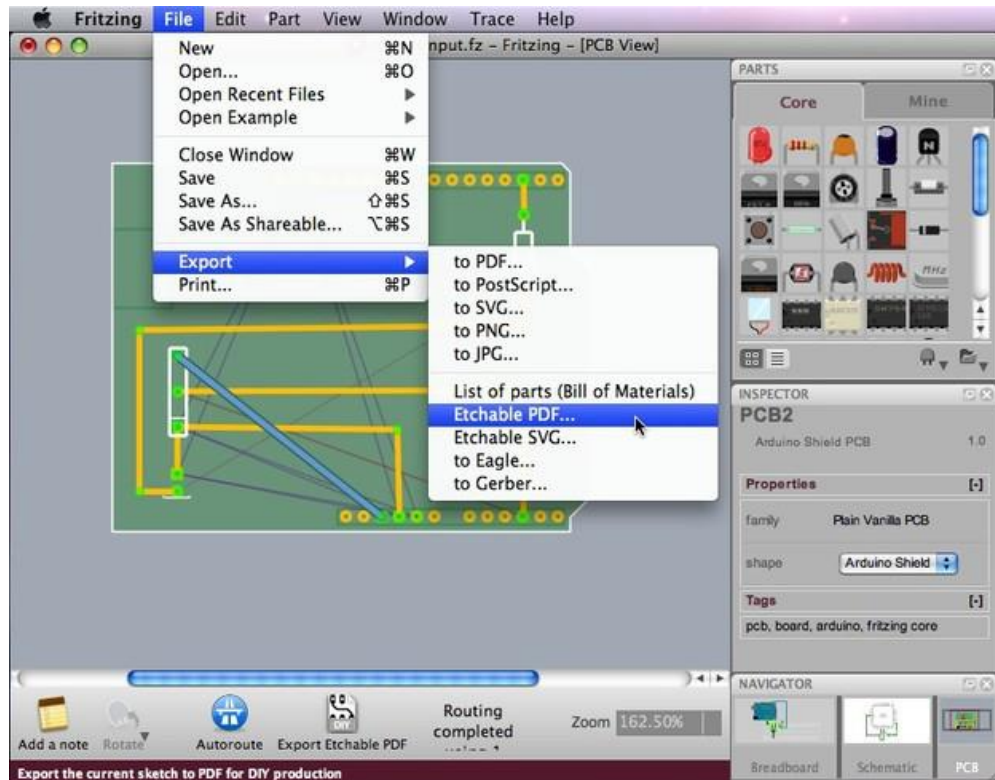 Fritzing File Edit Part View Window Trace Help
nput.fz – Fritzing – [PCB View]
New ⌘N
Open... ⌘O
Open Recent Files ▶
Open Example ▶
Close Window ⌘W
Save ⌘S
Save As... ⇧⌘S
Save As Shareable... ⌥⌘S
Export ▶
Print... ⌘P
to PDF...
to PostScript...
to SVG...
to PNG...
to JPG...
List of parts (Bill of Materials)
Etchable PDF...
Etchable SVG...
to Eagle...
to Gerber...
PARTS
Core Mine
MHz
INSPECTOR
PCB2
Arduino Shield PCB 1.0
Properties [-]
family Plain Vanilla PCB
shape Arduino Shield
Tags [-]
pcb, board, arduino, fritzing core
NAVIGATOR
Breadboard Schematic PCB
Add a note Rotate Autoroute
DIY
Export Etchable PDF
Routing
completed
Zoom 162.50%
Export the current sketch to PDF for DIY production